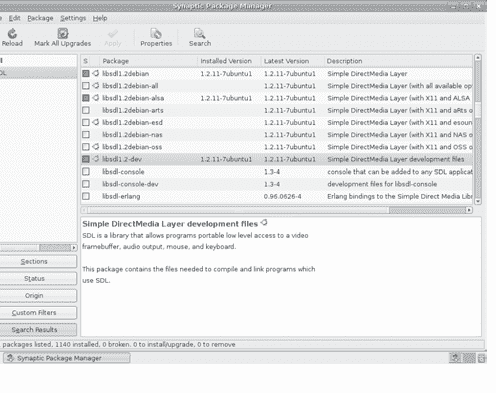 Synaptic Package Manager
Edit Package Settings Help
Reload Mark All Upgrades Apply Properties Search
S Package Installed Version Latest Version Description
libsdl1.2debian 1.2.11-7ubuntu1 1.2.11-7ubuntu1 Simple DirectMedia Layer
libsdl1.2debian-all 1.2.11-7ubuntu1 Simple DirectMedia Layer (with all available op
libsdl1.2debian-alsa 1.2.11-7ubuntu1 1.2.11-7ubuntu1 Simple DirectMedia Layer (with X11 and ALSA
libsdl1.2debian-arts 1.2.11-7ubuntu1 Simple DirectMedia Layer (with X11 and aRts o
libsdl1.2debian-esd 1.2.11-7ubuntu1 Simple DirectMedia Layer (with X11 and esoun
libsdl1.2debian-nas 1.2.11-7ubuntu1 Simple DirectMedia Layer (with X11 and NAS o
libsdl1.2debian-oss 1.2.11-7ubuntu1 Simple DirectMedia Layer (with X11 and OSS o
libsdl1.2-dev 1.2.11-7ubuntu1 1.2.11-7ubuntu1 Simple DirectMedia Layer development files
libsdl-console 1.3-4 console that can be added to any SDL applicat
libsdl-console-dev 1.3-4 development files for libsdl-console
libsdl-erlang 0.96.0626-4 Erlang bindings to the Simple Direct Media Libr
Simple DirectMedia Layer development files
SDL is a library that allows programs portable low level access to a video
framebuffer, audio output, mouse, and keyboard.
This package contains the files needed to compile and link programs which
use SDL.
Sections
Status
Origin
Custom Filters
Search Results
packages listed, 1140 installed, 0 broken. 0 to install/upgrade, 0 to remove
Synaptic Package Manager